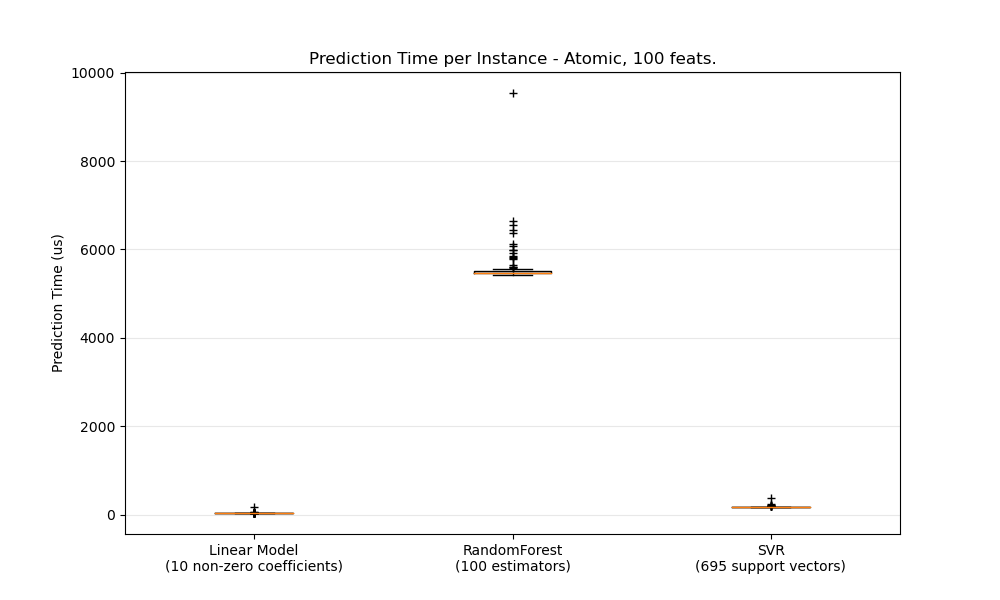 Prediction Time per Instance - Atomic, 100 feats.
10000
8000
6000
4000
2000
0
Prediction Time (us)
Linear Model
(10 non-zero coefficients)
RandomForest
(100 estimators)
SVR
(695 support vectors)